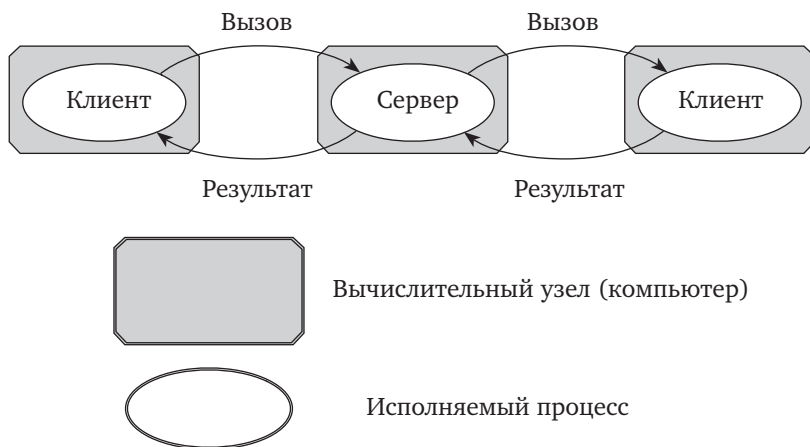 Вызов
Вызов
Клиент
Сервер
Клиент
Результат
Результат
Вычислительный узел (компьютер)
Исполняемый процесс